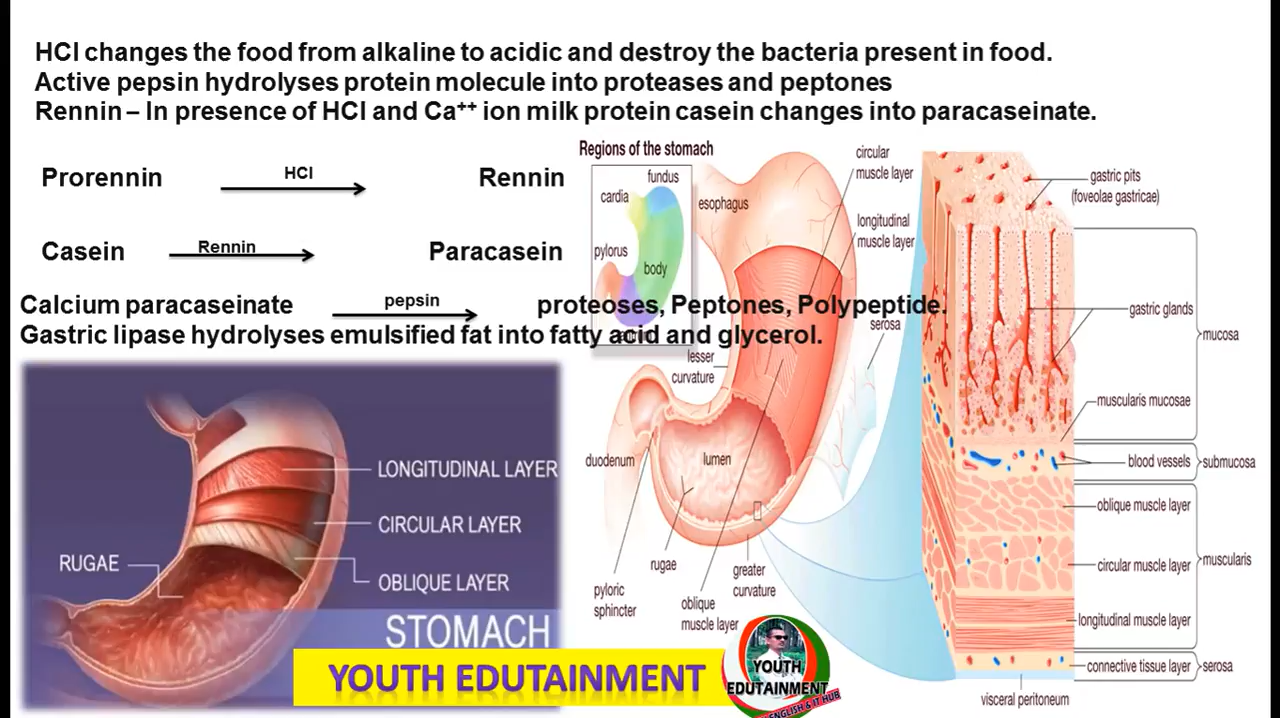 HCl changes the food from alkaline to acidic and destroy the bacteria present in food.
Active pepsin hydrolyses protein molecule into proteases and peptones
Rennin – In presence of HCl and Ca⁺⁺ ion milk protein casein changes into paracaseinate.
Prorennin HCl Rennin
Casein Rennin Paracasein
Calcium paracaseinate pepsin proteoses, Peptones, Polypeptide.
Gastric lipase hydrolyses emulsified fat into fatty acid and glycerol.
Regions of the stomach
fundus
cardia
pylorus
body
esophagus
circular
muscle layer
longitudinal
muscle layer
serosa
lesser
curvature
duodenum
lumen
pyloric
sphincter
rugae
oblique
muscle layer
greater
curvature
gastric pits
(foveolae gastricae)
gastric glands
mucosa
muscularis mucosae
blood vessels
submucosa
oblique muscle layer
circular muscle layer
muscularis
longitudinal muscle layer
connective tissue layer
serosa
visceral peritoneum
LONGITUDINAL LAYER
CIRCULAR LAYER
RUGAE
OBLIQUE LAYER
STOMACH
YOUTH EDUTAINMENT
YOUTH
EDUTAINMENT
ENGLISH & IT HUB